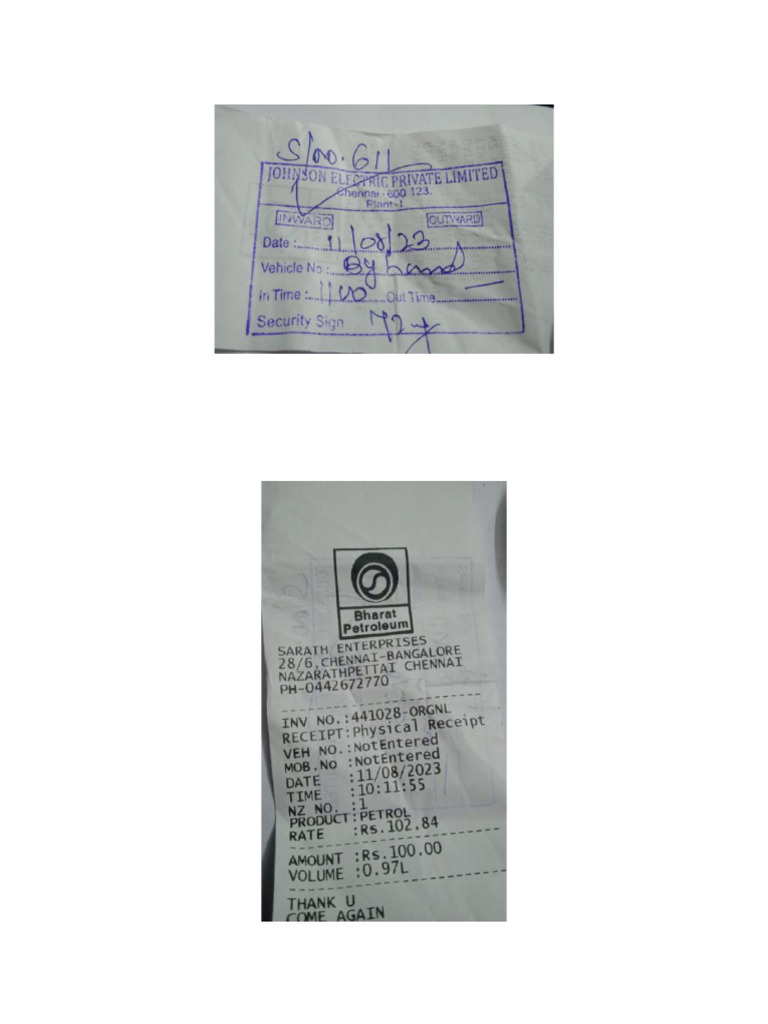 S/no. 611
JOHNSON ELECTRIC PRIVATE LIMITED
Chennai - 600 123.
Plant-1
INWARD OUTWARD
Date : 11/08/23
Vehicle No : By hand
In Time : 1100 Out Time
Security Sign
Bharat
Petroleum
SARATH ENTERPRISES
28/6,CHENNAI-BANGALORE
NAZARATHPETTAI CHENNAI
PH-0442672770
INV NO.:441028-ORGNL
RECEIPT:Physical Receipt
VEH NO.:NotEntered
MOB.NO :NotEntered
DATE :11/08/2023
TIME :10:11:55
NZ NO. :1
PRODUCT:PETROL
RATE :Rs.102.84
AMOUNT :Rs.100.00
VOLUME :0.97L
THANK U
COME AGAIN